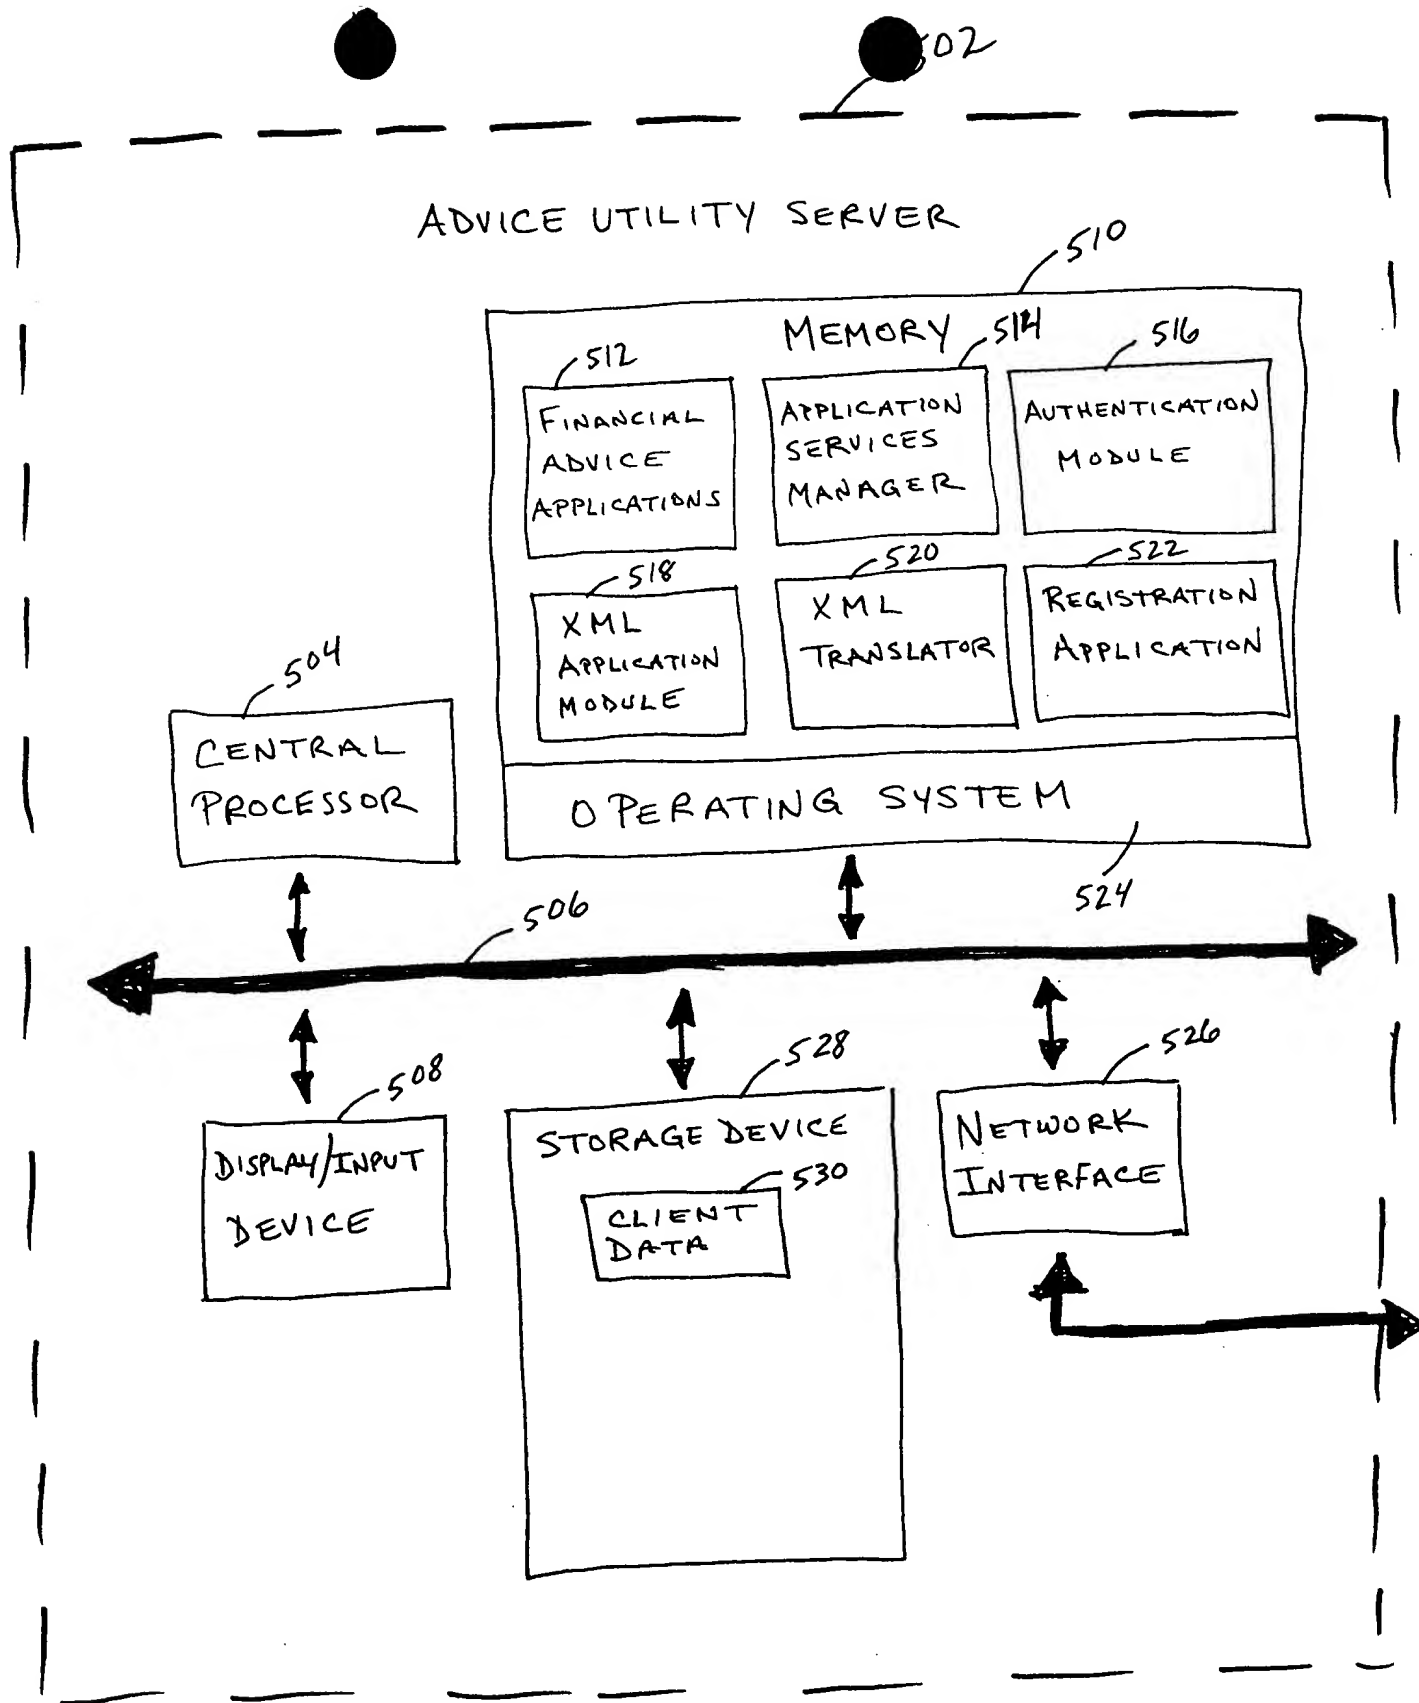 502
ADVICE UTILITY SERVER
510
MEMORY
512
514
516
FINANCIAL
ADVICE
APPLICATIONS
APPLICATION
SERVICES
MANAGER
AUTHENTICATION
MODULE
518
520
522
XML
APPLICATION
MODULE
XML
TRANSLATOR
REGISTRATION
APPLICATION
504
CENTRAL
PROCESSOR
OPERATING SYSTEM
524
506
508
528
526
DISPLAY/INPUT
DEVICE
STORAGE DEVICE
530
CLIENT
DATA
NETWORK
INTERFACE